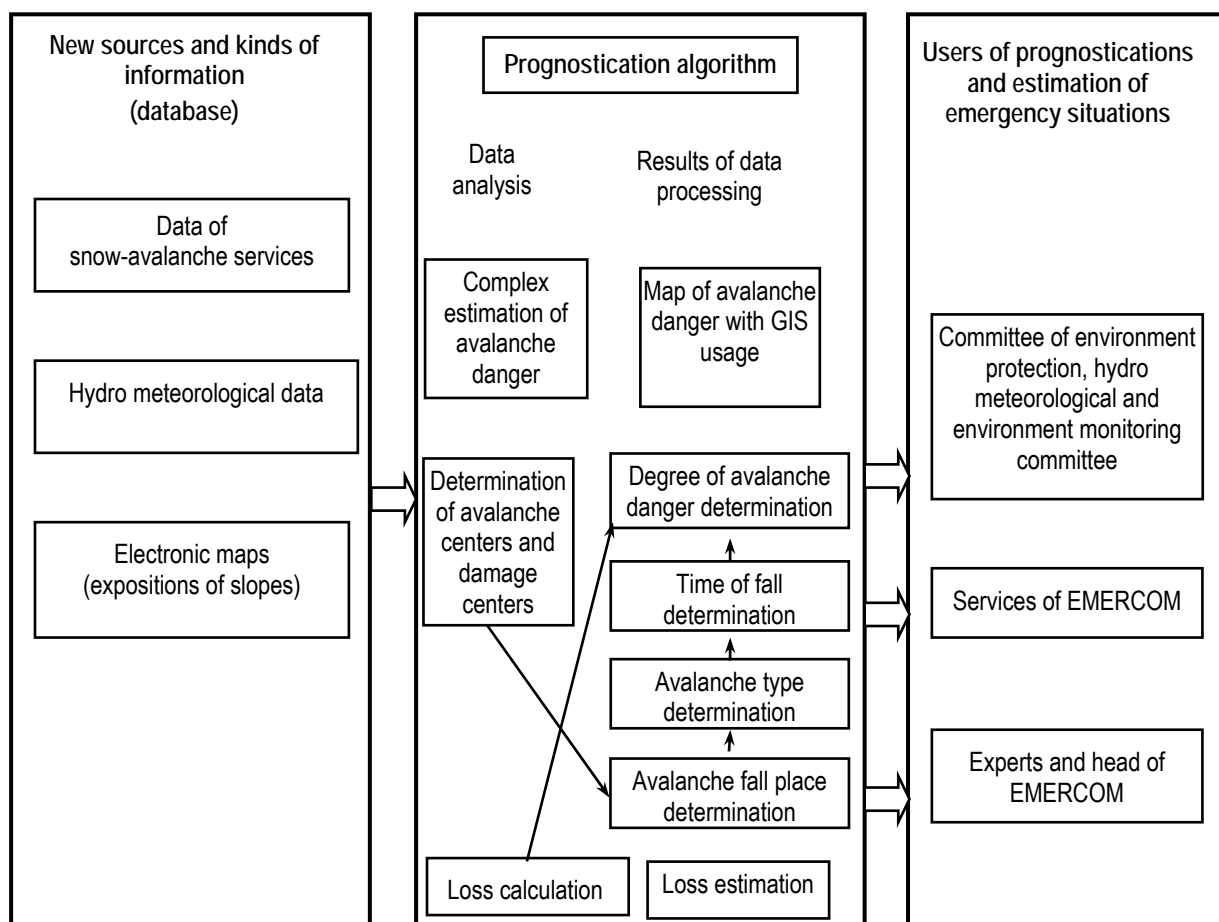 New sources and kinds of
information
(database)
Data of
snow-avalanche services
Hydro meteorological data
Electronic maps
(expositions of slopes)
Prognostication algorithm
Data
analysis
Results of data
processing
Complex
estimation of
avalanche
danger
Map of avalanche
danger with GIS
usage
Determination
of avalanche
centers and
damage
centers
Degree of avalanche
danger determination
Time of fall
determination
Avalanche type
determination
Avalanche fall place
determination
Loss calculation
Loss estimation
Users of prognostications
and estimation of
emergency situations
Committee of environment
protection, hydro
meteorological and
environment monitoring
committee
Services of EMERCOM
Experts and head of
EMERCOM